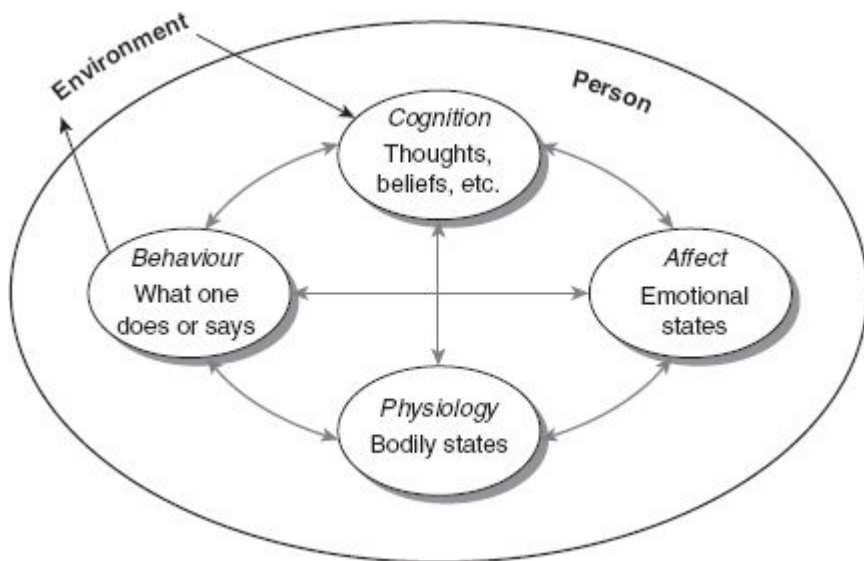 Environment
Person
Cognition
Thoughts,
beliefs, etc.
Behaviour
What one
does or says
Affect
Emotional
states
Physiology
Bodily states